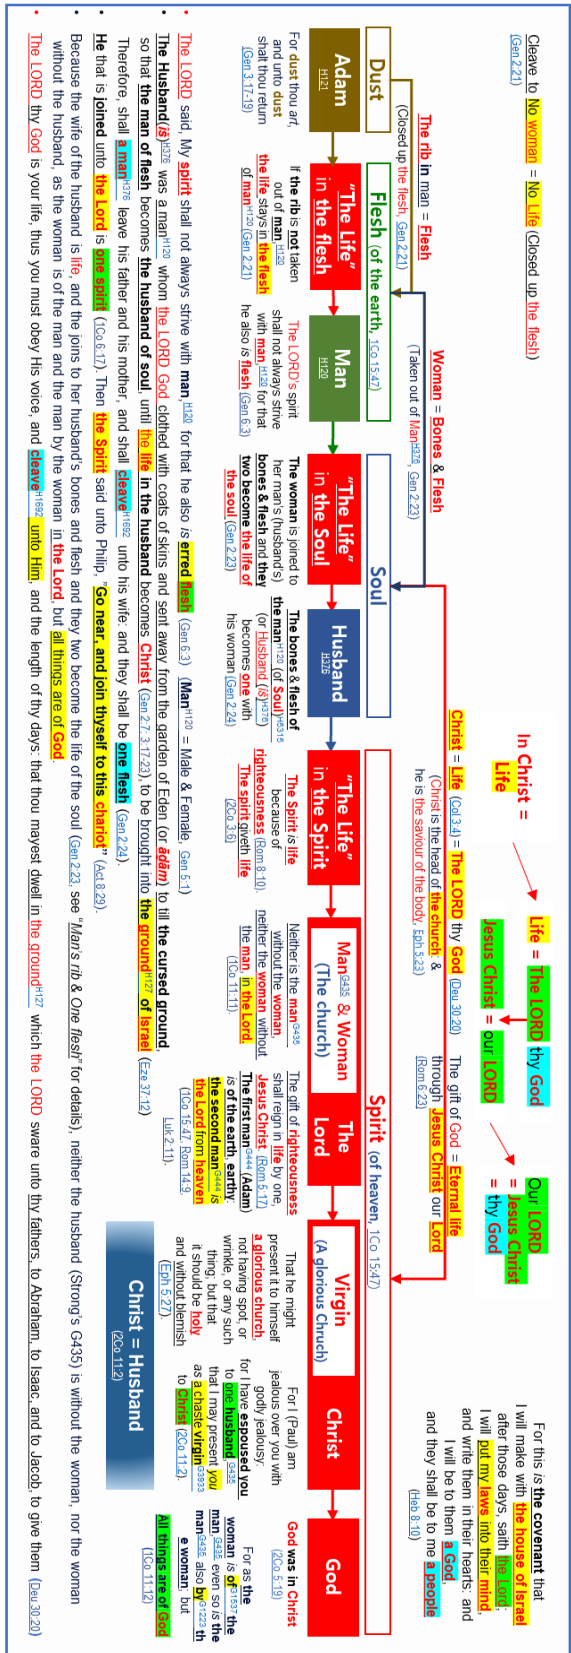 Cleave to No woman = No Life (Closed up the flesh)
(Gen 2:21)
The rib in man = Flesh
(Closed up the flesh, Gen 2:21)
Woman = Bones & Flesh
(Taken out of Man H376, Gen 2:23)
In Christ =
Life
Life = The LORD thy God
Jesus Christ = our LORD
Our LORD
= Jesus Christ
= thy God
Christ = Life (Col 3:4) = The LORD thy God (Deu 30:20)
(Christ is the head of the church: &
he is the saviour of the body, Eph 5:23)
The gift of God = Eternal life
through Jesus Christ our Lord
(Rom 6:23)
For this is the covenant that
I will make with the house of Israel
after those days, saith the Lord;
I will put my laws into their mind,
and write them in their hearts: and
I will be to them a God,
and they shall be to me a people
(Heb 8:10)
Dust
Flesh (of the earth, 1Co 15:47)
Soul
Spirit (of heaven, 1Co 15:47)
Adam
H121
"The Life"
in the flesh
Man
H120
"The Life"
in the Soul
Husband
H376
"The Life"
in the Spirit
Man G435 & Woman
(The church)
The
Lord
Virgin
(A glorious Chruch)
Christ
God
For dust thou art,
and unto dust
shalt thou return
(Gen 3:17-19)
If the rib is not taken
out of man, H120
the life stays in the flesh
of man H120 (Gen 2:21)
The LORD's spirit
shall not always strive
with man, H120 for that
he also is flesh (Gen 6:3)
The woman is joined to
her man's (husband's)
bones & flesh and they
two become the life of
the soul (Gen 2:23)
The bones & flesh of
the man H120 (of Soul) H5315
(or Husband (iš) H376)
becomes one with
his woman (Gen 2:24)
The Spirit is life
because of
righteousness (Rom 8:10).
The spirit giveth life
(2Co 3:6)
Neither is the man G435
without the woman,
neither the woman without
the man, in the Lord.
(1Co 11:11).
The gift of righteousness
shall reign in life by one,
Jesus Christ (Rom 5:17)
The first man G444 (Adam)
is of the earth, earthy:
the second man G444 is
the Lord from heaven
(1Co 15:47, Rom 14:9,
Luk 2:11).
That he might
present it to himself
a glorious church,
not having spot, or
wrinkle, or any such
thing; but that
it should be holy
and without blemish
(Eph 5:27).
For I (Paul) am
jealous over you with
godly jealousy:
for I have espoused you
to one husband, G435
that I may present you
as a chaste virgin G3933
to Christ (2Co 11:2)
God was in Christ
(2Co 5:19)
For as the
woman is of G1537 the
man, G435 even so is the
man G435 also by G1223 th
e woman; but
All things are of God
(1Co 11:12)
Christ = Husband
(2Co 11:2)
• The LORD said, My spirit shall not always strive with man, H120 for that he also is erred flesh (Gen 6:3) (Man H120 = Male & Female, Gen 5:1)
The Husband(iš) H376 was a man H120 whom the LORD God clothed with coats of skins and sent away from the garden of Eden (or ādām) to till the cursed ground,
so that the man of flesh becomes the husband of soul, until the life in the husband becomes Christ (Gen 2:7; 3:17-23), to be brought into the ground H127 of Israel (Eze 37:12)
Therefore, shall a man H376 leave his father and his mother, and shall cleave H1692 unto his wife: and they shall be one flesh (Gen 2:24).
• He that is joined unto the Lord is one spirit (1Co 6:17). Then the Spirit said unto Philip, "Go near, and join thyself to this chariot" (Act 8:29).
• Because the wife of the husband is life, and the joins to her husband's bones and flesh and they two become the life of the soul (Gen 2:23, see "Man's rib & One flesh" for details), neither the husband (Strong's G435) is without the woman, nor the woman
without the husband, as the woman is of the man and the man by the woman in the Lord, but all things are of God.
• The LORD thy God is your life, thus you must obey His voice, and cleave H1692 unto Him, and the length of thy days: that thou mayest dwell in the ground H127 which the LORD sware unto thy fathers, to Abraham, to Isaac, and to Jacob, to give them (Deu 30:20)